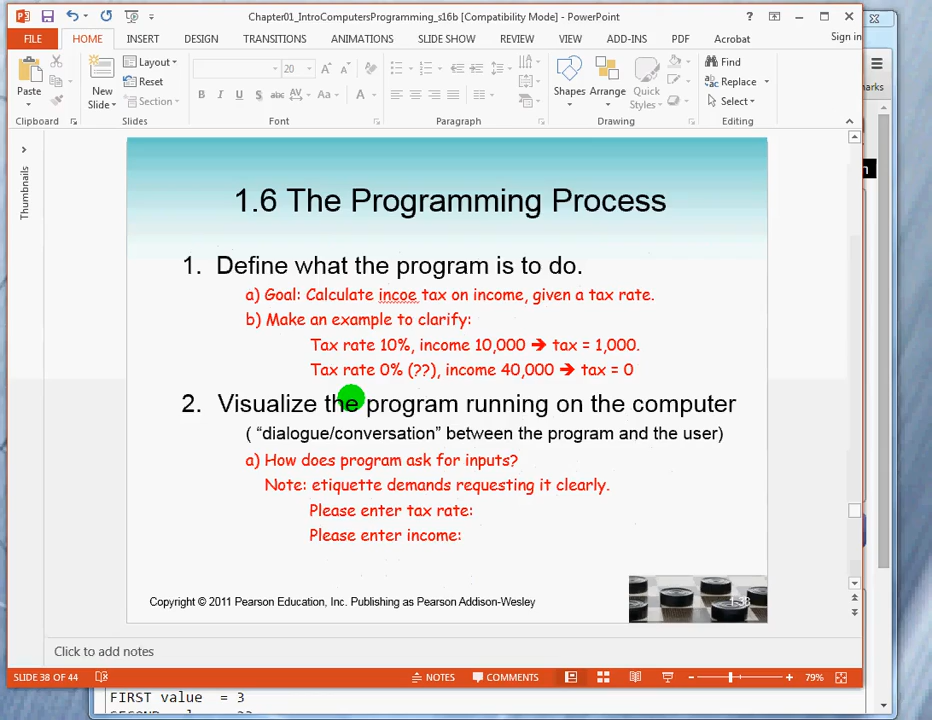 Chapter01_IntroComputersProgramming_s16b [Compatibility Mode] - PowerPoint
FILE HOME INSERT DESIGN TRANSITIONS ANIMATIONS SLIDE SHOW REVIEW VIEW ADD-INS PDF Acrobat Sign in
Paste
New
Slide
Layout
Reset
Section
20
B I U S abc AV Aa A
Shapes
Arrange
Quick
Styles
Find
Replace
Select
Clipboard Slides Font Paragraph Drawing Editing
Thumbnails
1.6 The Programming Process
1. Define what the program is to do.
a) Goal: Calculate incoe tax on income, given a tax rate.
b) Make an example to clarify:
Tax rate 10%, income 10,000 ➔ tax = 1,000.
Tax rate 0% (??), income 40,000 ➔ tax = 0
2. Visualize the program running on the computer
( “dialogue/conversation” between the program and the user)
a) How does program ask for inputs?
Note: etiquette demands requesting it clearly.
Please enter tax rate:
Please enter income:
Copyright © 2011 Pearson Education, Inc. Publishing as Pearson Addison-Wesley
1-38
Click to add notes
SLIDE 38 OF 44 NOTES COMMENTS 79%
FIRST value = 3